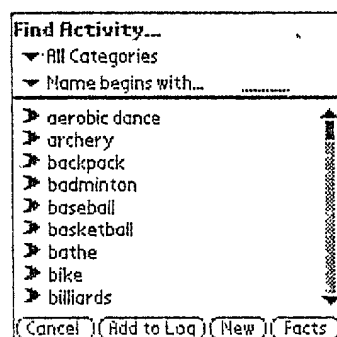 Find Activity...
All Categories
Name begins with...
aerobic dance
archery
backpack
badminton
baseball
basketball
bathe
bike
billiards
Cancel Add to Log New Facts